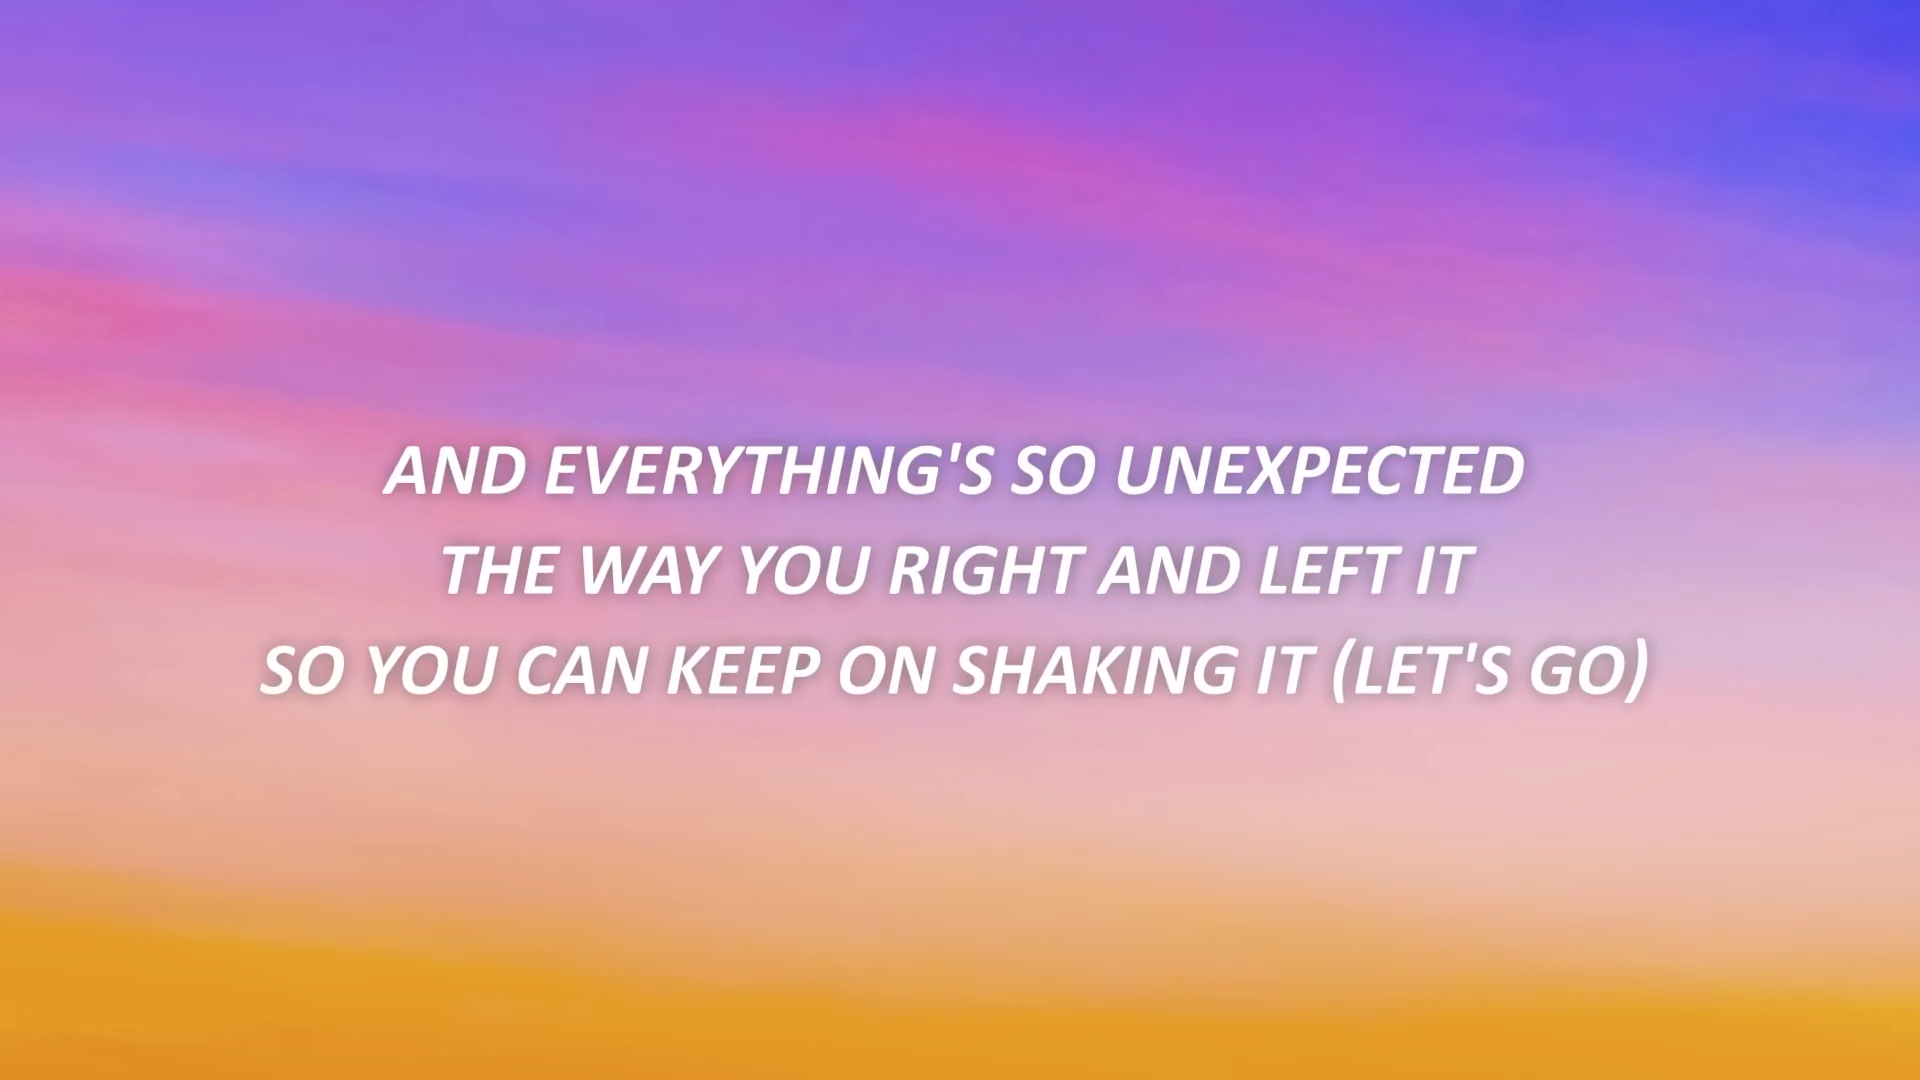 AND EVERYTHING'S SO UNEXPECTED
THE WAY YOU RIGHT AND LEFT IT
SO YOU CAN KEEP ON SHAKING IT (LET'S GO)